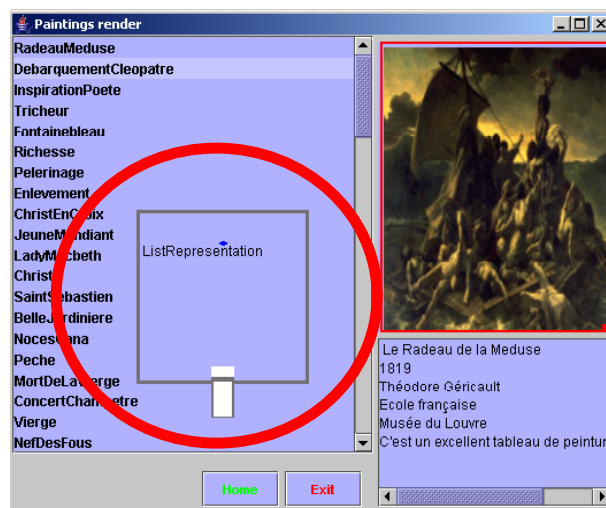 Paintings render
RadeauMeduse
DebarquementCleopatre
InspirationPoete
Tricheur
Fontainebleau
Richesse
Pelerinage
Enlevement
ChristEnCroix
JeuneMendiant
LadyMacbeth
Christ
SaintSebastien
BelleJardiniere
NocesCana
Peche
MortDeLaVierge
ConcertChampetre
Vierge
NefDesFous
ListRepresentation
Le Radeau de la Meduse
1819
Théodore Géricault
Ecole française
Musée du Louvre
C'est un excellent tableau de peintur
Home
Exit